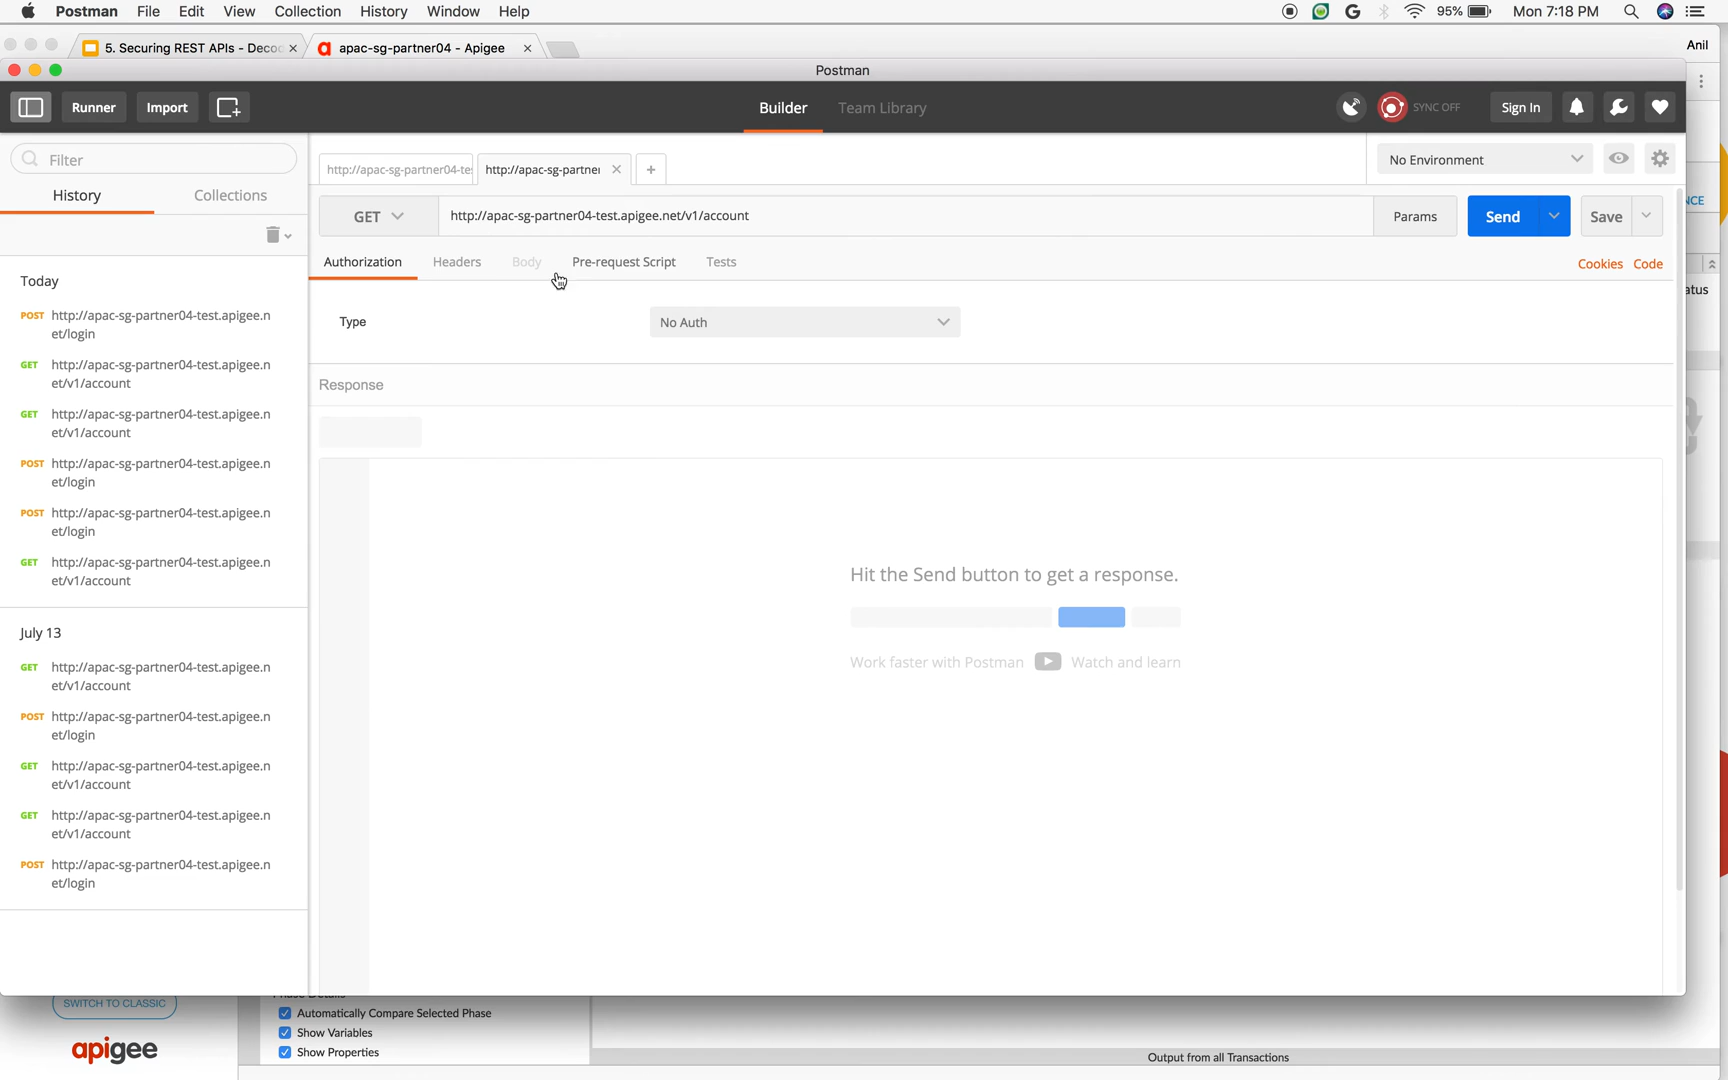 Postman File Edit View Collection History Window Help
95% Mon 7:18 PM
5. Securing REST APIs - Deco
apac-sg-partner04 - Apigee
Anil
Postman
Runner
Import
Builder
Team Library
SYNC OFF
Sign In
Filter
History
Collections
Today
POST http://apac-sg-partner04-test.apigee.n
et/login
GET http://apac-sg-partner04-test.apigee.n
et/v1/account
GET http://apac-sg-partner04-test.apigee.n
et/v1/account
POST http://apac-sg-partner04-test.apigee.n
et/login
POST http://apac-sg-partner04-test.apigee.n
et/login
GET http://apac-sg-partner04-test.apigee.n
et/v1/account
July 13
GET http://apac-sg-partner04-test.apigee.n
et/v1/account
POST http://apac-sg-partner04-test.apigee.n
et/login
GET http://apac-sg-partner04-test.apigee.n
et/v1/account
GET http://apac-sg-partner04-test.apigee.n
et/v1/account
POST http://apac-sg-partner04-test.apigee.n
et/login
http://apac-sg-partner04-te
http://apac-sg-partner
No Environment
GET
http://apac-sg-partner04-test.apigee.net/v1/account
Params
Send
Save
Authorization
Headers
Body
Pre-request Script
Tests
Cookies
Code
Type
No Auth
Response
Hit the Send button to get a response.
Work faster with Postman
Watch and learn
NCE
atus
SWITCH TO CLASSIC
apigee
Automatically Compare Selected Phase
Show Variables
Show Properties
Output from all Transactions